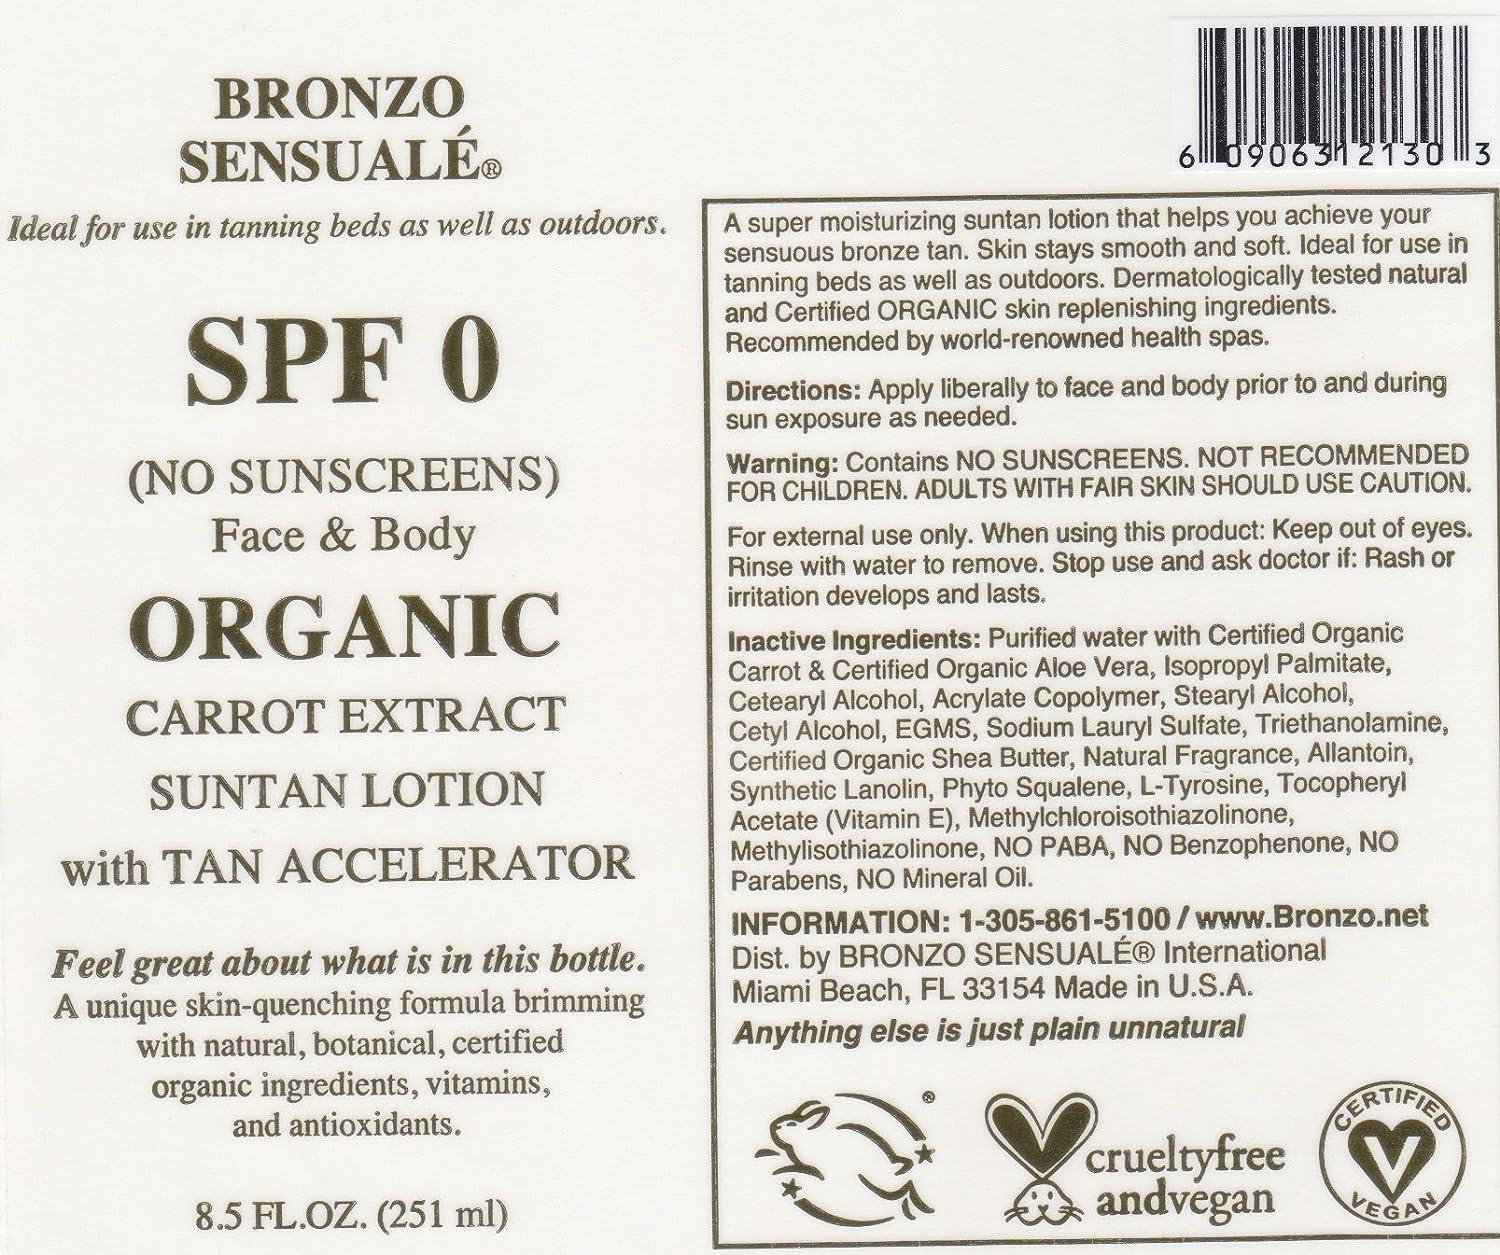 BRONZO
SENSUALÉ®
Ideal for use in tanning beds as well as outdoors.
SPF 0
(NO SUNSCREENS)
Face & Body
ORGANIC
CARROT EXTRACT
SUNTAN LOTION
with TAN ACCELERATOR
Feel great about what is in this bottle.
A unique skin-quenching formula brimming
with natural, botanical, certified
organic ingredients, vitamins,
and antioxidants.
8.5 FL.OZ. (251 ml)
6 09063 12130 3
A super moisturizing suntan lotion that helps you achieve your
sensuous bronze tan. Skin stays smooth and soft. Ideal for use in
tanning beds as well as outdoors. Dermatologically tested natural
and Certified ORGANIC skin replenishing ingredients.
Recommended by world-renowned health spas.
Directions: Apply liberally to face and body prior to and during
sun exposure as needed.
Warning: Contains NO SUNSCREENS. NOT RECOMMENDED
FOR CHILDREN. ADULTS WITH FAIR SKIN SHOULD USE CAUTION.
For external use only. When using this product: Keep out of eyes.
Rinse with water to remove. Stop use and ask doctor if: Rash or
irritation develops and lasts.
Inactive Ingredients: Purified water with Certified Organic
Carrot & Certified Organic Aloe Vera, Isopropyl Palmitate,
Cetearyl Alcohol, Acrylate Copolymer, Stearyl Alcohol,
Cetyl Alcohol, EGMS, Sodium Lauryl Sulfate, Triethanolamine,
Certified Organic Shea Butter, Natural Fragrance, Allantoin,
Synthetic Lanolin, Phyto Squalene, L-Tyrosine, Tocopheryl
Acetate (Vitamin E), Methylchloroisothiazolinone,
Methylisothiazolinone, NO PABA, NO Benzophenone, NO
Parabens, NO Mineral Oil.
INFORMATION: 1-305-861-5100 / www.Bronzo.net
Dist. by BRONZO SENSUALÉ® International
Miami Beach, FL 33154 Made in U.S.A.
Anything else is just plain unnatural
®
crueltyfree
andvegan
CERTIFIED
V
VEGAN